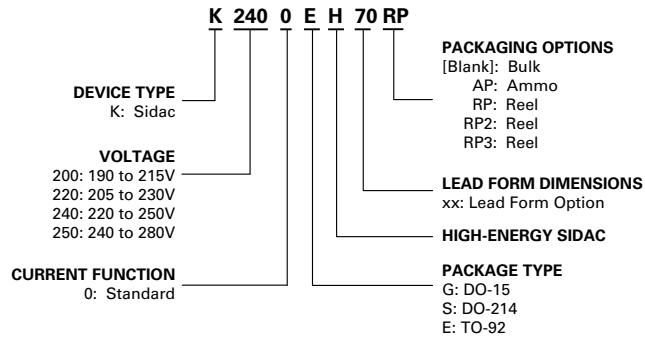 K 240 0 E H 70 RP
DEVICE TYPE
K: Sidac
VOLTAGE
200: 190 to 215V
220: 205 to 230V
240: 220 to 250V
250: 240 to 280V
CURRENT FUNCTION
0: Standard
PACKAGING OPTIONS
[Blank]: Bulk
AP: Ammo
RP: Reel
RP2: Reel
RP3: Reel
LEAD FORM DIMENSIONS
xx: Lead Form Option
HIGH-ENERGY SIDAC
PACKAGE TYPE
G: DO-15
S: DO-214
E: TO-92